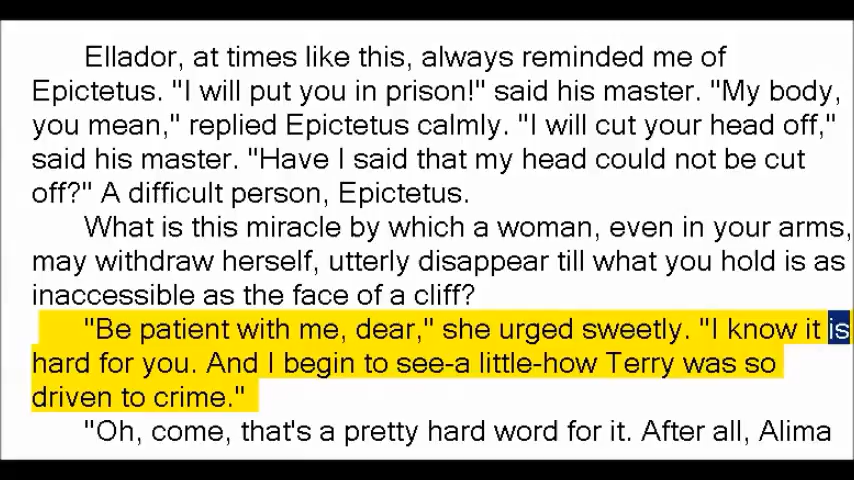 Ellador, at times like this, always reminded me of
Epictetus. "I will put you in prison!" said his master. "My body,
you mean," replied Epictetus calmly. "I will cut your head off,"
said his master. "Have I said that my head could not be cut
off?" A difficult person, Epictetus.
What is this miracle by which a woman, even in your arms,
may withdraw herself, utterly disappear till what you hold is as
inaccessible as the face of a cliff?
"Be patient with me, dear," she urged sweetly. "I know it is
hard for you. And I begin to see-a little-how Terry was so
driven to crime."
"Oh, come, that's a pretty hard word for it. After all, Alima